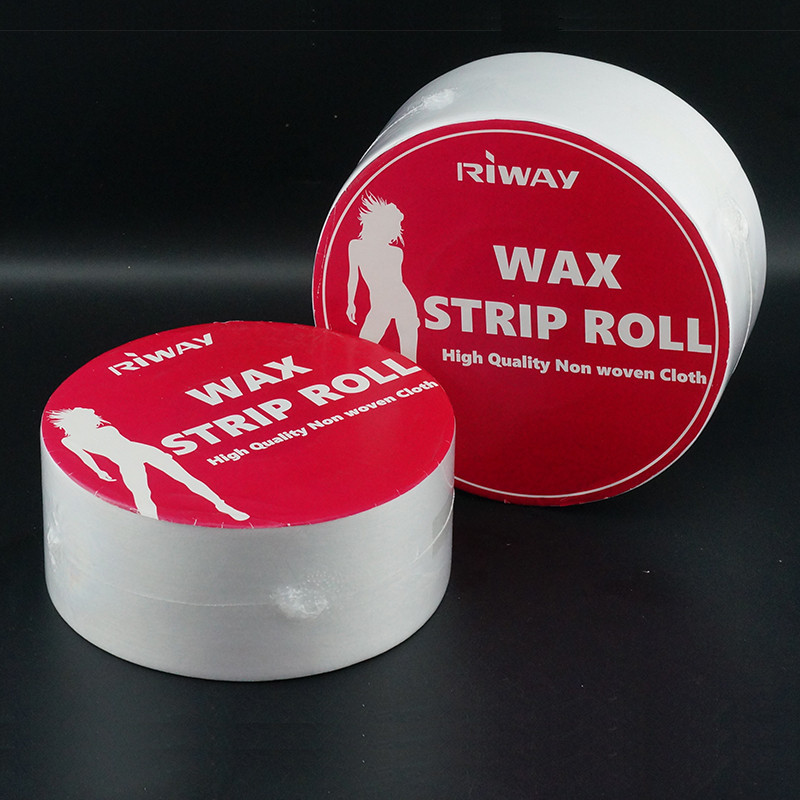 RIWAY
WAX
STRIP ROLL
High Quality Non woven Cloth
RIWAY
WAX
STRIP ROLL
High Quality Non woven Cloth